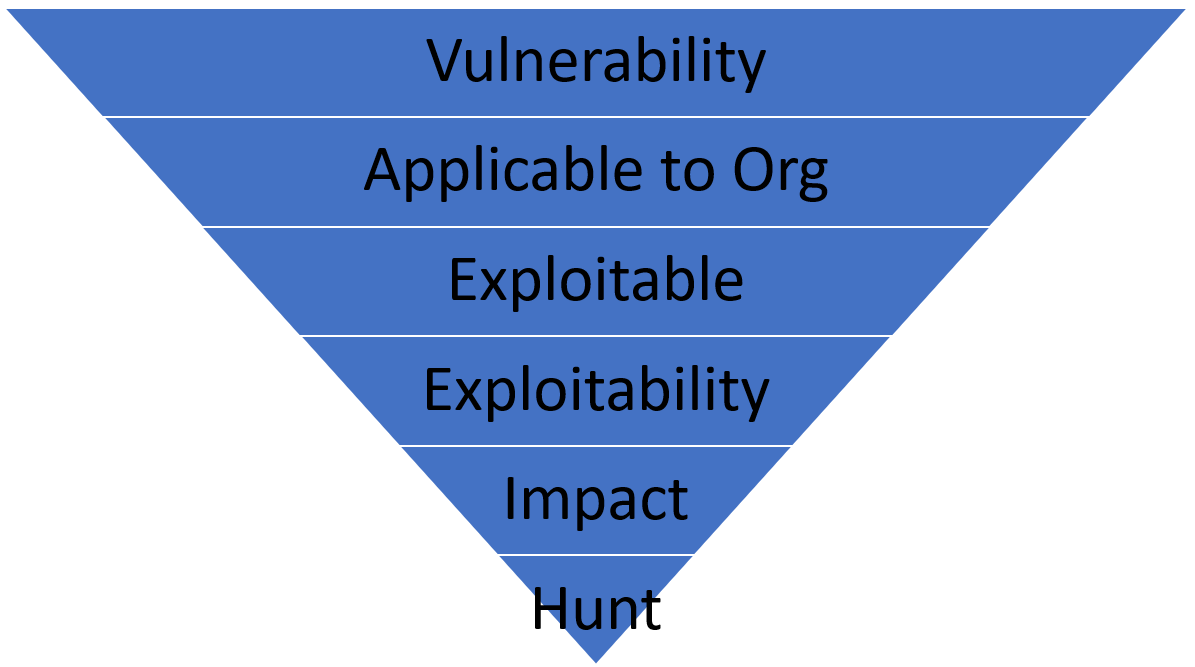 Vulnerability
Applicable to Org
Exploitable
Exploitability
Impact
Hunt